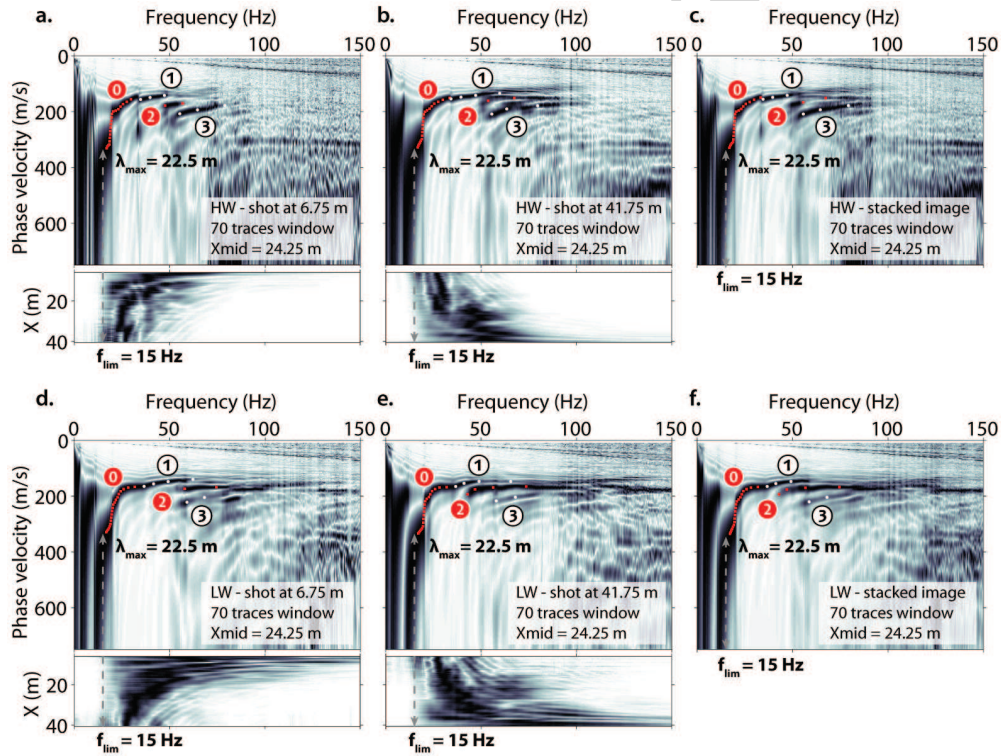 a.
Frequency (Hz)
0 50 100 150
b.
Frequency (Hz)
0 50 100 150
c.
Frequency (Hz)
0 50 100 150
Phase velocity (m/s)
0
200
400
600
0
1
2
3
λmax = 22.5 m
HW - shot at 6.75 m
70 traces window
Xmid = 24.25 m
0
1
2
3
λmax = 22.5 m
HW - shot at 41.75 m
70 traces window
Xmid = 24.25 m
0
1
2
3
λmax = 22.5 m
HW - stacked image
70 traces window
Xmid = 24.25 m
flim = 15 Hz
X (m)
20
40
flim = 15 Hz
flim = 15 Hz
d.
Frequency (Hz)
0 50 100 150
e.
Frequency (Hz)
0 50 100 150
f.
Frequency (Hz)
0 50 100 150
Phase velocity (m/s)
0
200
400
600
0
1
2
3
λmax = 22.5 m
LW - shot at 6.75 m
70 traces window
Xmid = 24.25 m
0
1
2
3
λmax = 22.5 m
LW - shot at 41.75 m
70 traces window
Xmid = 24.25 m
0
1
2
3
λmax = 22.5 m
LW - stacked image
70 traces window
Xmid = 24.25 m
flim = 15 Hz
X (m)
20
40
flim = 15 Hz
flim = 15 Hz